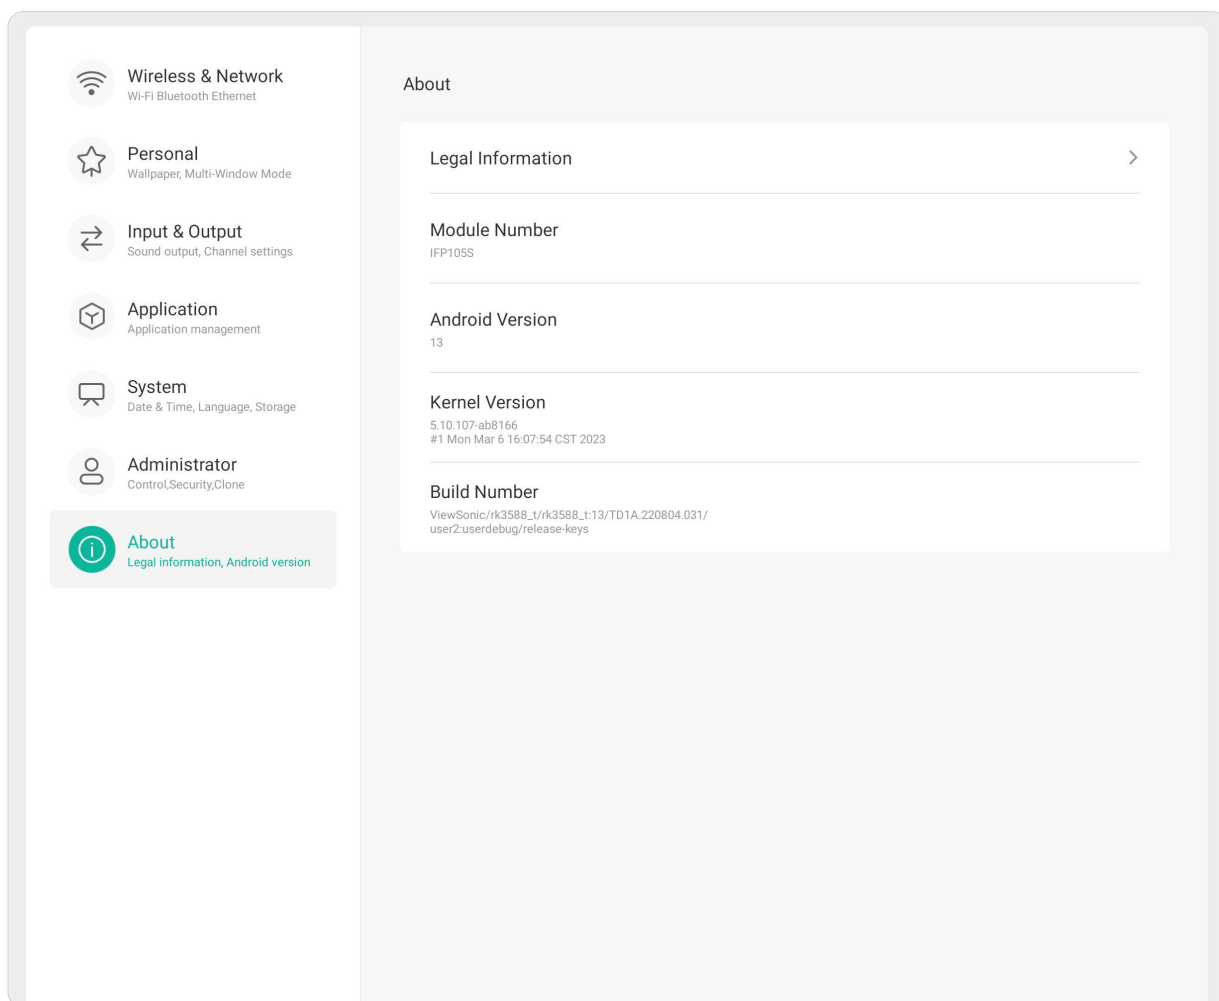 Wireless & Network
Wi-Fi Bluetooth Ethernet
Personal
Wallpaper, Multi-Window Mode
Input & Output
Sound output, Channel settings
Application
Application management
System
Date & Time, Language, Storage
Administrator
Control,Security,Clone
About
Legal information, Android version
About
Legal Information
Module Number
IFP105S
Android Version
13
Kernel Version
5.10.107-ab8166
#1 Mon Mar 6 16:07:54 CST 2023
Build Number
ViewSonic/rk3588_t/rk3588_t:13/TD1A.220804.031/
user2:userdebug/release-keys